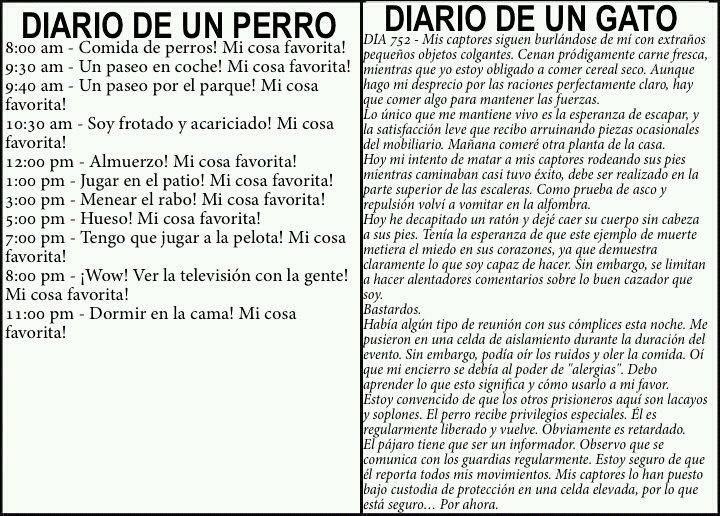 DIARIO DE UN PERRO
8:00 am - Comida de perros! Mi cosa favorita!
9:30 am - Un paseo en coche! Mi cosa favorita!
9:40 am - Un paseo por el parque! Mi cosa
favorita!
10:30 am - Soy frotado y acariciado! Mi cosa
favorita!
12:00 pm - Almuerzo! Mi cosa favorita!
1:00 pm - Jugar en el patio! Mi cosa favorita!
3:00 pm - Menear el rabo! Mi cosa favorita!
5:00 pm - Hueso! Mi cosa favorita!
7:00 pm - Tengo que jugar a la pelota! Mi cosa
favorita!
8:00 pm - ¡Wow! Ver la televisión con la gente!
Mi cosa favorita!
11:00 pm - Dormir en la cama! Mi cosa
favorita!
DIARIO DE UN GATO
DIA 752 - Mis captores siguen burlándose de mí con extraños
pequeños objetos colgantes. Cenan pródigamente carne fresca,
mientras que yo estoy obligado a comer cereal seco. Aunque
hago mi desprecio por las raciones perfectamente claro, hay
que comer algo para mantener las fuerzas.
Lo único que me mantiene vivo es la esperanza de escapar, y
la satisfacción leve que recibo arruinando piezas ocasionales
del mobiliario. Mañana comeré otra planta de la casa.
Hoy mi intento de matar a mis captores rodeando sus pies
mientras caminaban casi tuvo éxito, debe ser realizado en la
parte superior de las escaleras. Como prueba de asco y
repulsión volví a vomitar en la alfombra.
Hoy he decapitado un ratón y dejé caer su cuerpo sin cabeza
a sus pies. Tenía la esperanza de que este ejemplo de muerte
metiera el miedo en sus corazones, ya que demuestra
claramente lo que soy capaz de hacer. Sin embargo, se limitan
a hacer alentadores comentarios sobre lo buen cazador que
soy.
Bastardos.
Había algún tipo de reunión con sus cómplices esta noche. Me
pusieron en una celda de aislamiento durante la duración del
evento. Sin embargo, podía oír los ruidos y oler la comida. Oí
que mi encierro se debía al poder de "alergias". Debo
aprender lo que esto significa y cómo usarlo a mi favor.
Estoy convencido de que los otros prisioneros aquí son lacayos
y soplones. El perro recibe privilegios especiales. Él es
regularmente liberado y vuelve. Obviamente es retardado.
El pájaro tiene que ser un informador. Observo que se
comunica con los guardias regularmente. Estoy seguro de que
él reporta todos mis movimientos. Mis captores lo han puesto
bajo custodia de protección en una celda elevada, por lo que
está seguro… Por ahora.